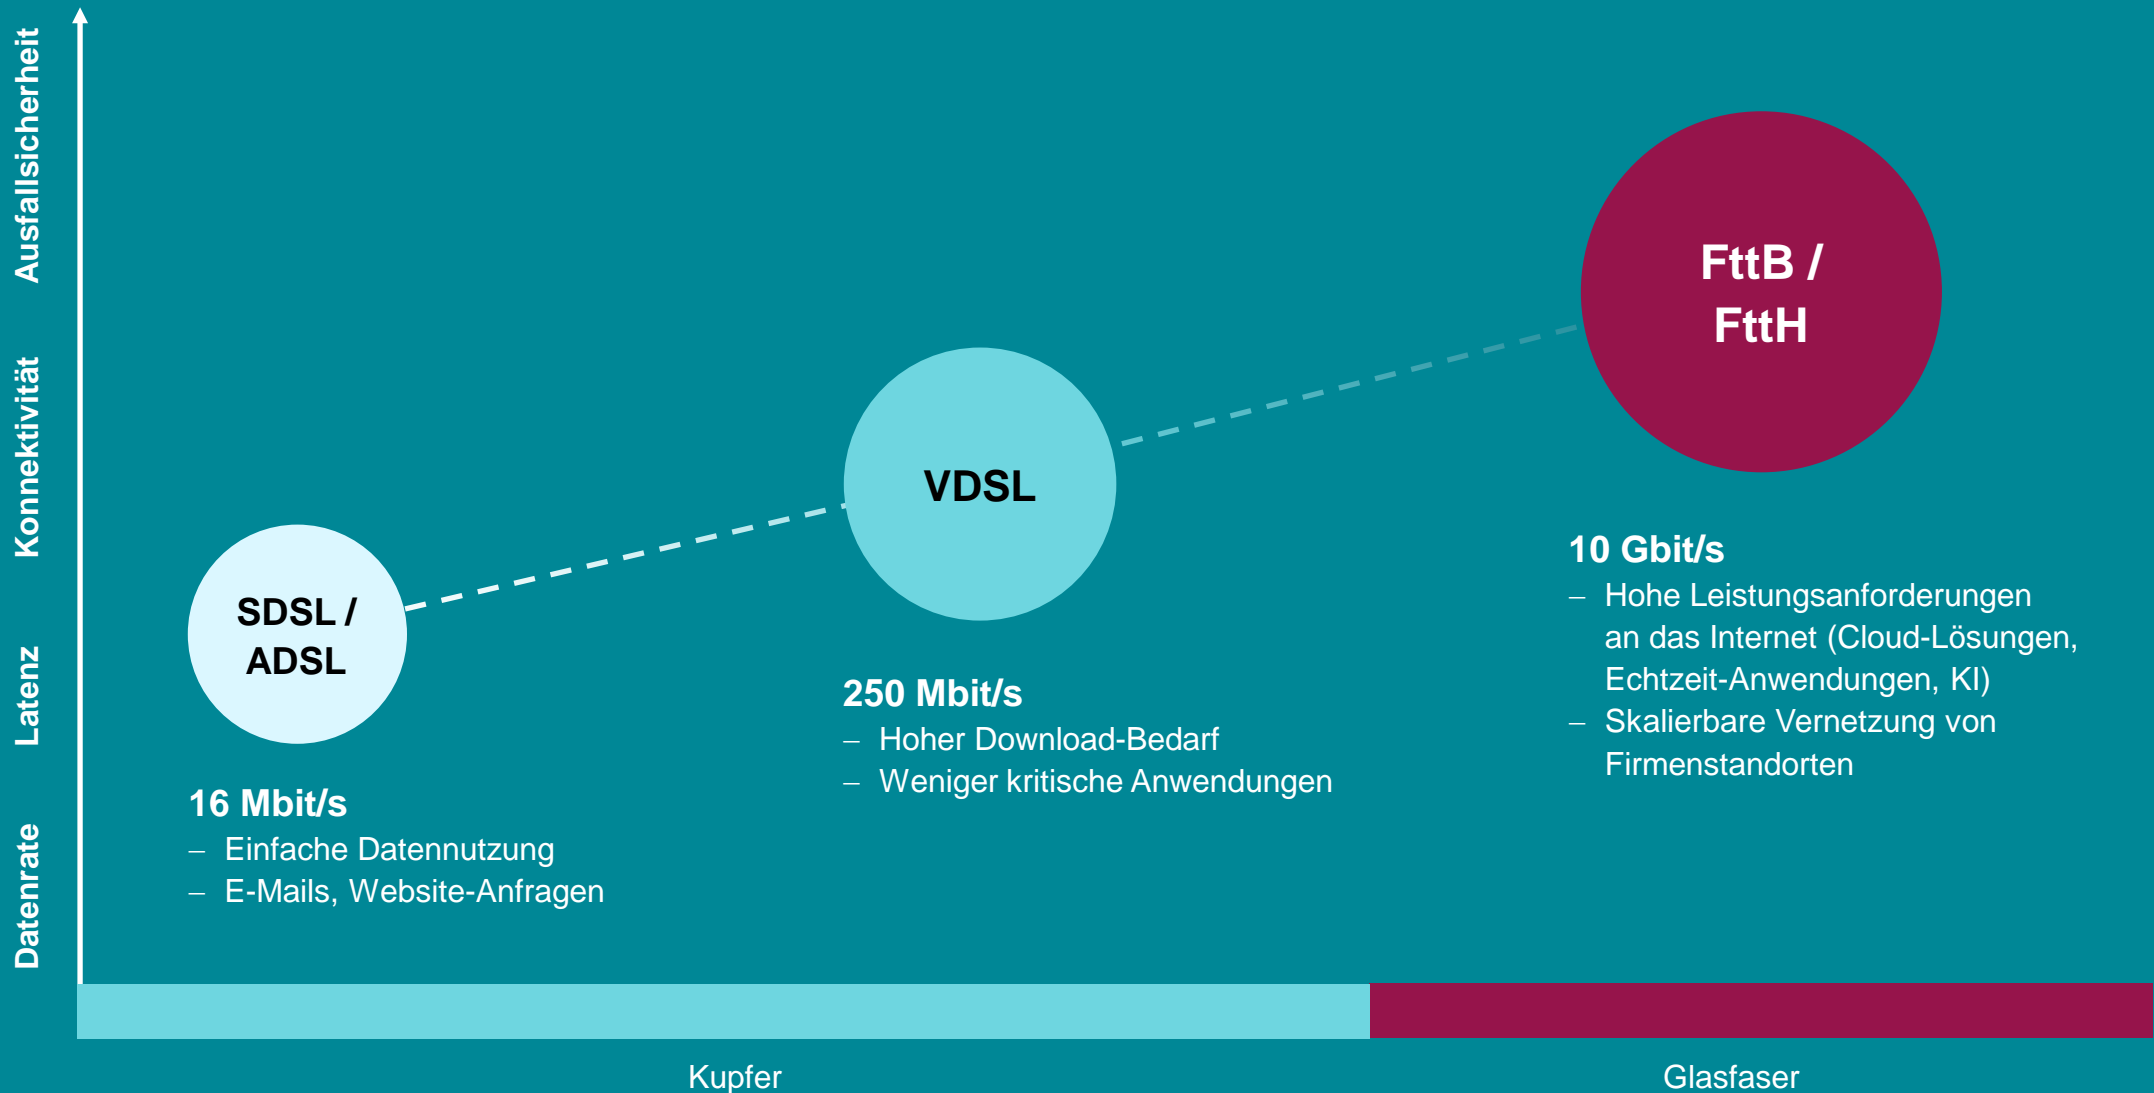 Ausfallsicherheit
Konnektivität
Latenz
Datenrate
SDSL /
ADSL
16 Mbit/s
– Einfache Datennutzung
– E-Mails, Website-Anfragen
VDSL
250 Mbit/s
– Hoher Download-Bedarf
– Weniger kritische Anwendungen
FttB /
FttH
10 Gbit/s
– Hohe Leistungsanforderungen
an das Internet (Cloud-Lösungen,
Echtzeit-Anwendungen, KI)
– Skalierbare Vernetzung von
Firmenstandorten
Kupfer
Glasfaser